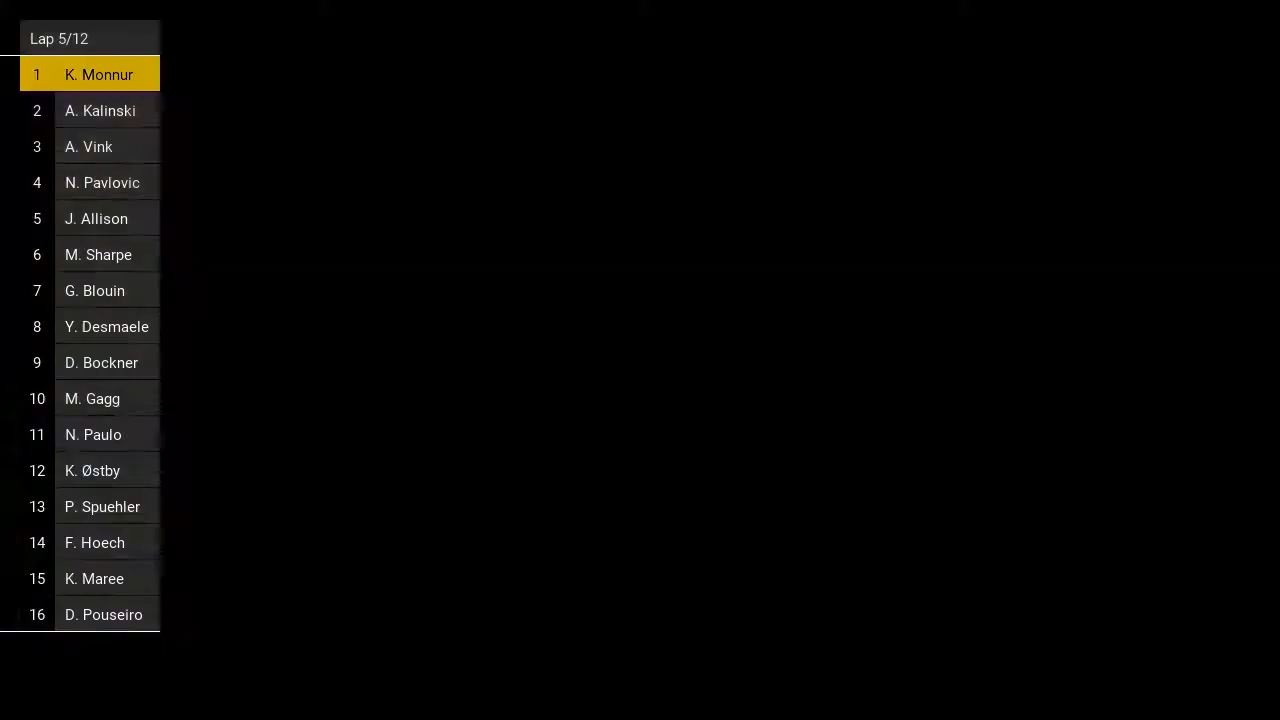 Lap 5/12
1 K. Monnur
2 A. Kalinski
3 A. Vink
4 N. Pavlovic
5 J. Allison
6 M. Sharpe
7 G. Blouin
8 Y. Desmaele
9 D. Bockner
10 M. Gagg
11 N. Paulo
12 K. Østby
13 P. Spuehler
14 F. Hoech
15 K. Maree
16 D. Pouseiro